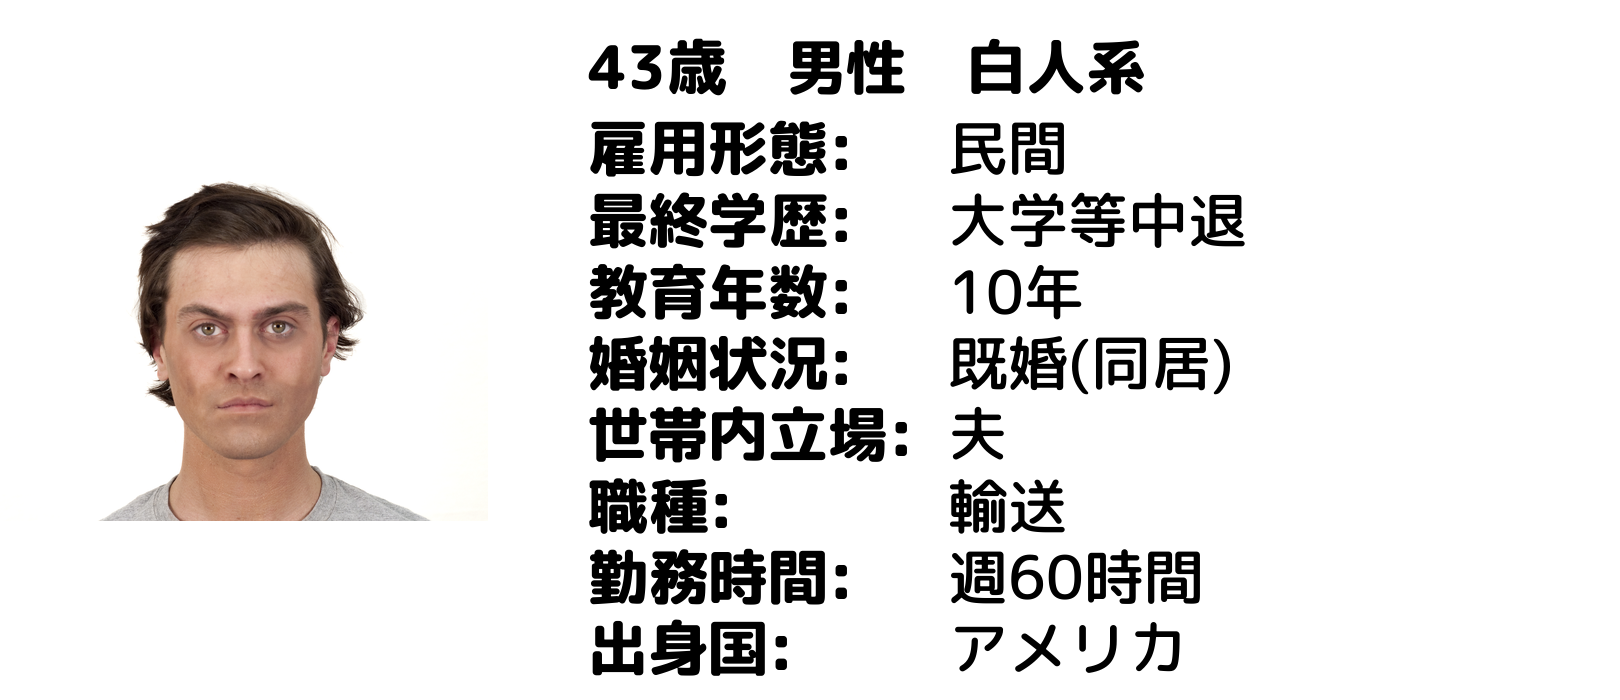 43歳　男性　白人系
雇用形態: 民間
最終学歴: 大学等中退
教育年数: 10年
婚姻状況: 既婚(同居)
世帯内立場: 夫
職種: 輸送
勤務時間: 週60時間
出身国: アメリカ